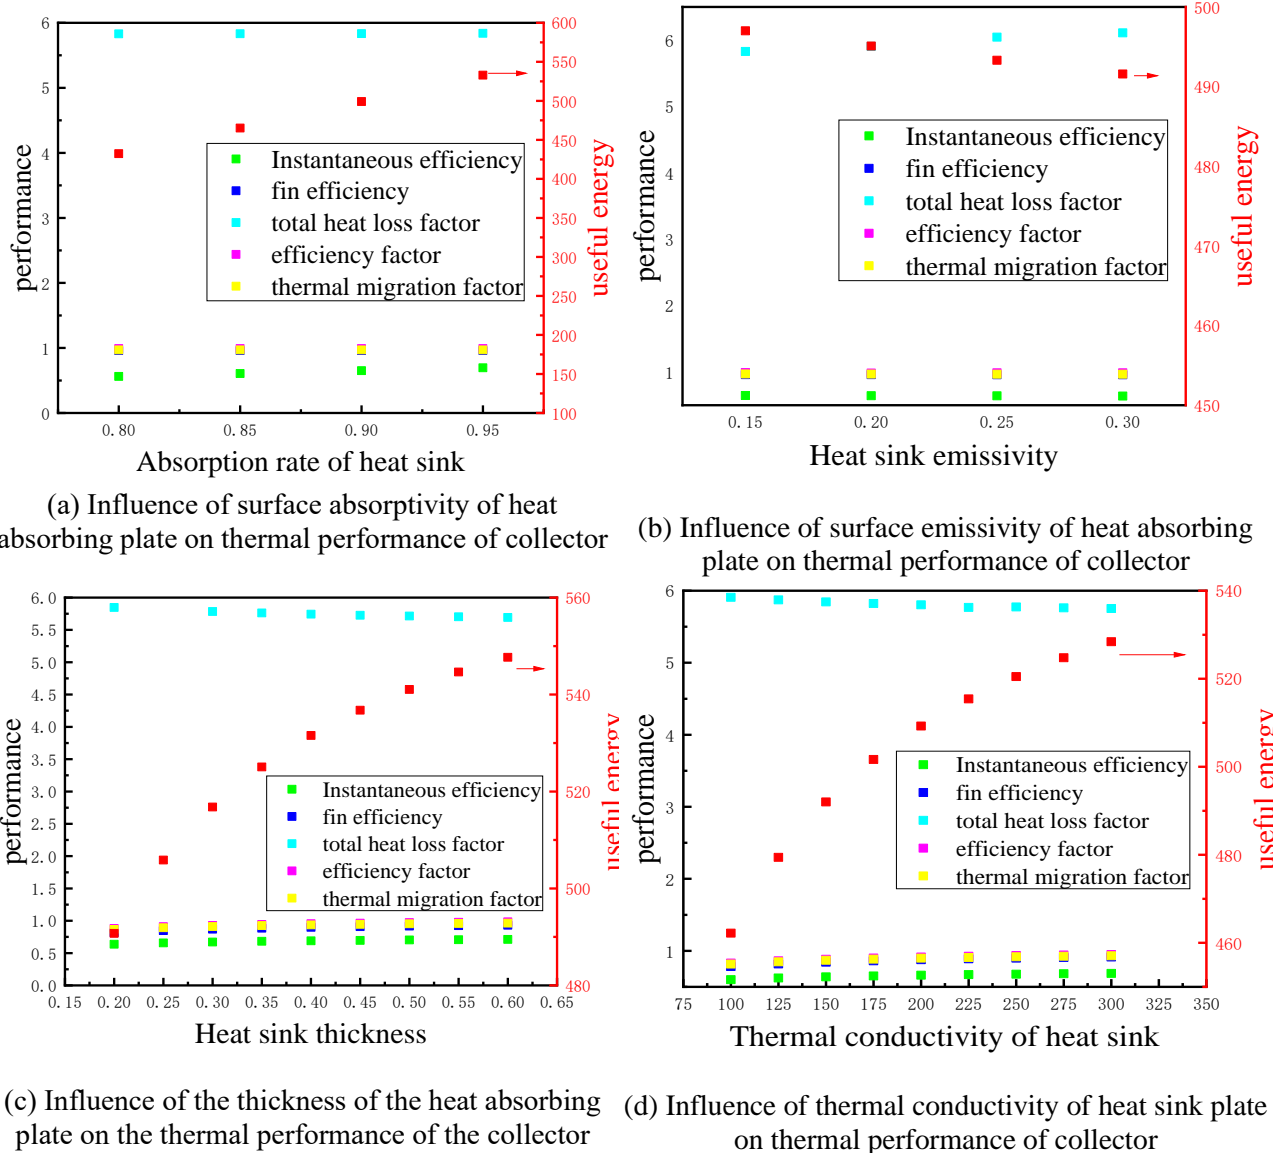 6
5
4
3
2
1
0
performance
0.80 0.85 0.90 0.95
Absorption rate of heat sink
600
550
500
450
400
350
300
250
200
150
100
useful energy
Instantaneous efficiency
fin efficiency
total heat loss factor
efficiency factor
thermal migration factor
(a) Influence of surface absorptivity of heat
absorbing plate on thermal performance of collector
6
5
4
3
2
1
performance
0.15 0.20 0.25 0.30
Heat sink emissivity
500
490
480
470
460
450
useful energy
Instantaneous efficiency
fin efficiency
total heat loss factor
efficiency factor
thermal migration factor
(b) Influence of surface emissivity of heat absorbing
plate on thermal performance of collector
6.0
5.5
5.0
4.5
4.0
3.5
3.0
2.5
2.0
1.5
1.0
0.5
0.0
performance
0.15 0.20 0.25 0.30 0.35 0.40 0.45 0.50 0.55 0.60 0.65
Heat sink thickness
560
540
520
500
480
useful energy
Instantaneous efficiency
fin efficiency
total heat loss factor
efficiency factor
thermal migration factor
(c) Influence of the thickness of the heat absorbing
plate on the thermal performance of the collector
6
5
4
3
2
1
performance
75 100 125 150 175 200 225 250 275 300 325 350
Thermal conductivity of heat sink
540
520
500
480
460
useful energy
Instantaneous efficiency
fin efficiency
total heat loss factor
efficiency factor
thermal migration factor
(d) Influence of thermal conductivity of heat sink plate
on thermal performance of collector